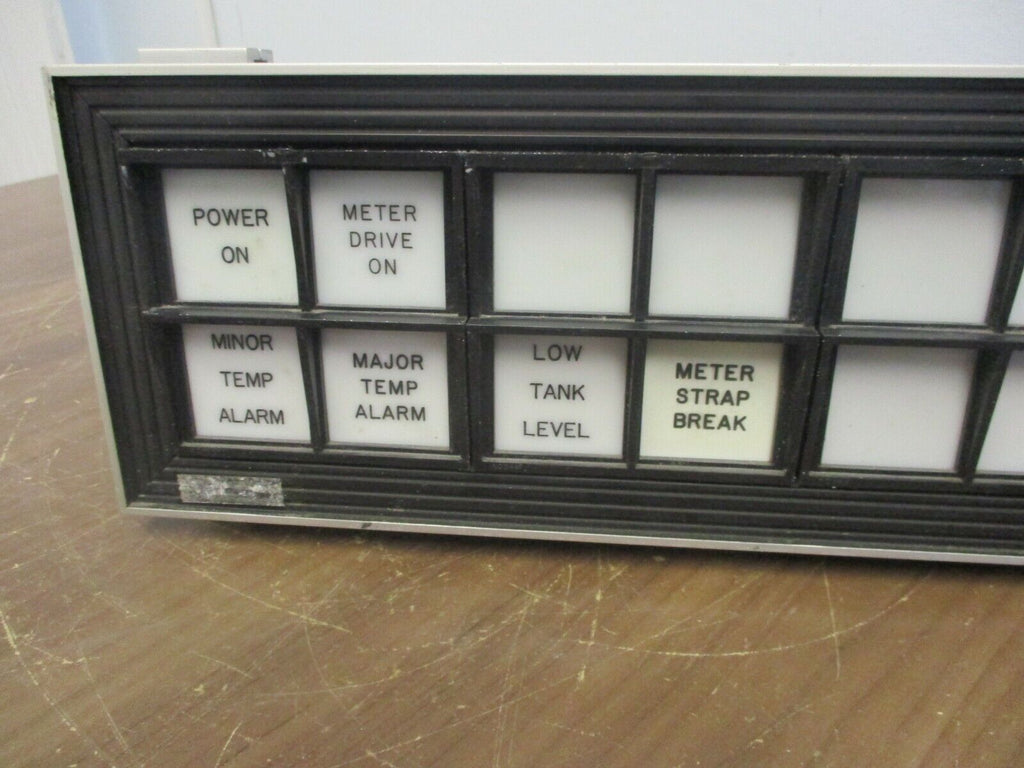 POWER
ON
METER
DRIVE
ON
MINOR
TEMP
ALARM
MAJOR
TEMP
ALARM
LOW
TANK
LEVEL
METER
STRAP
BREAK